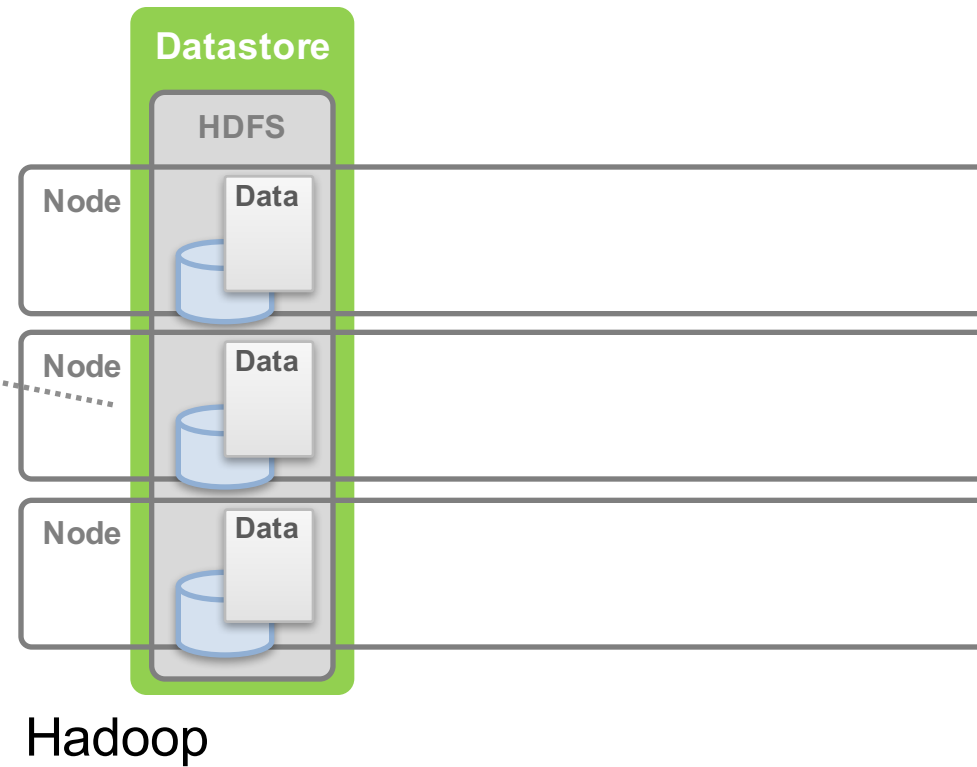 Datastore
HDFS
Node
Data
Node
Data
Node
Data
Hadoop